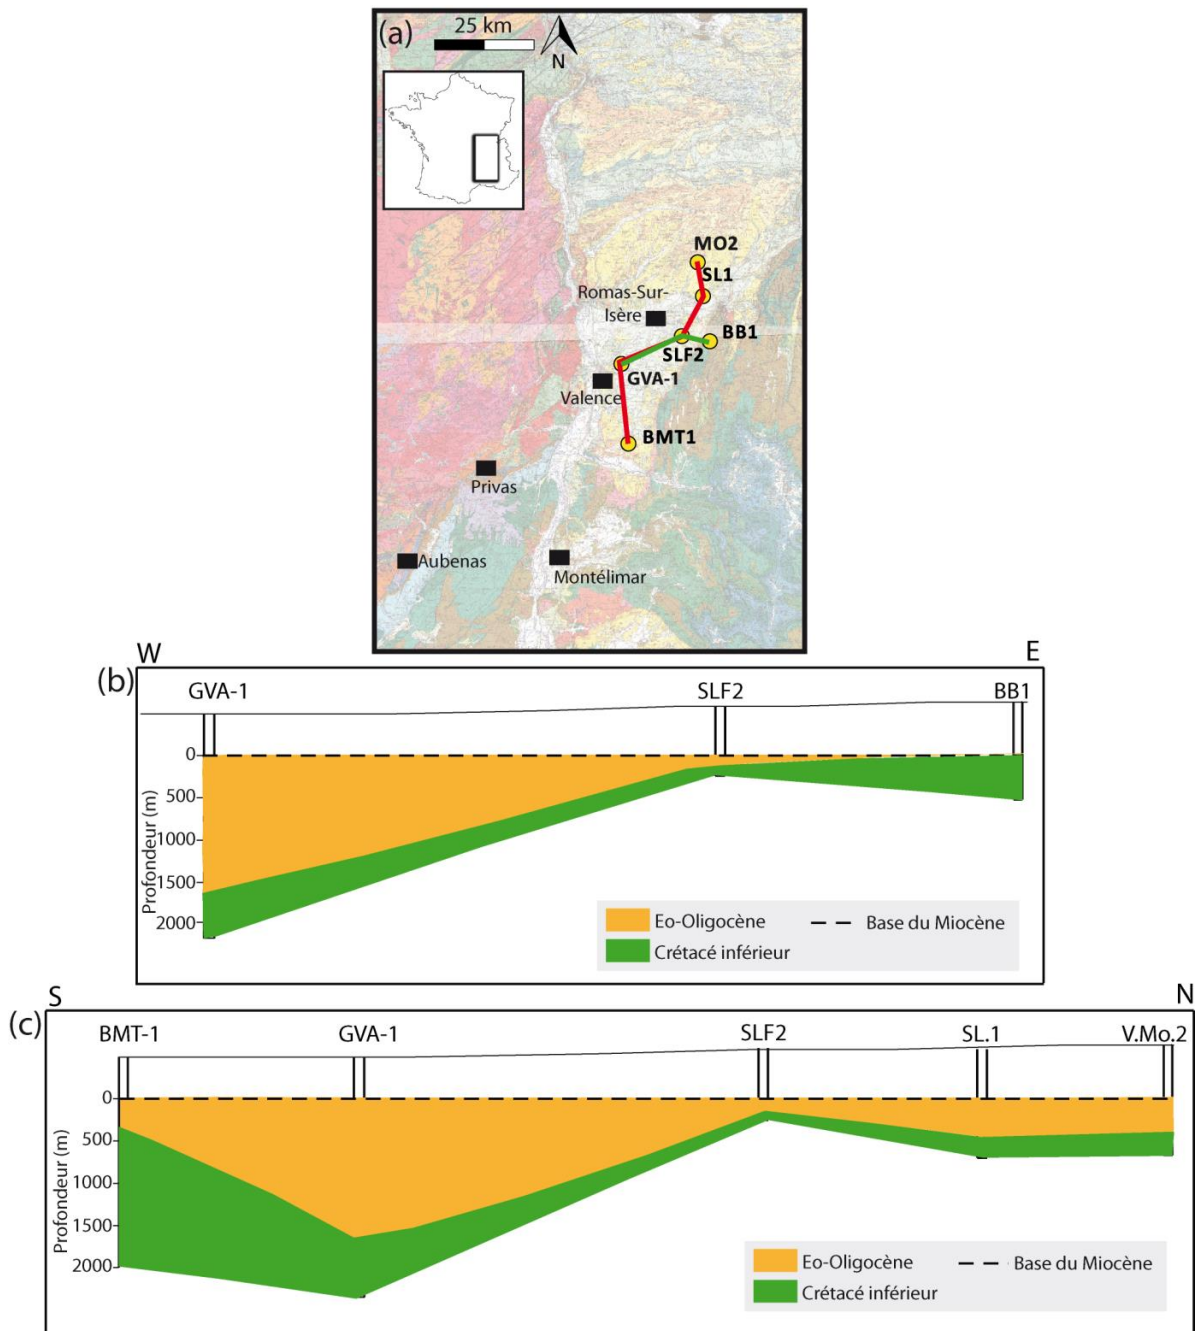 (a)
25 km
N
MO2
SL1
Romas-Sur-
Isère
BB1
SLF2
GVA-1
Valence
BMT1
Privas
Aubenas
Montélimar
W
E
(b)
GVA-1
SLF2
BB1
0
500
1000
1500
2000
Profondeur (m)
Eo-Oligocène
Base du Miocène
Crétacé inférieur
S
N
(c)
BMT-1
GVA-1
SLF2
SL.1
V.Mo.2
0
500
1000
1500
2000
Profondeur (m)
Eo-Oligocène
Base du Miocène
Crétacé inférieur